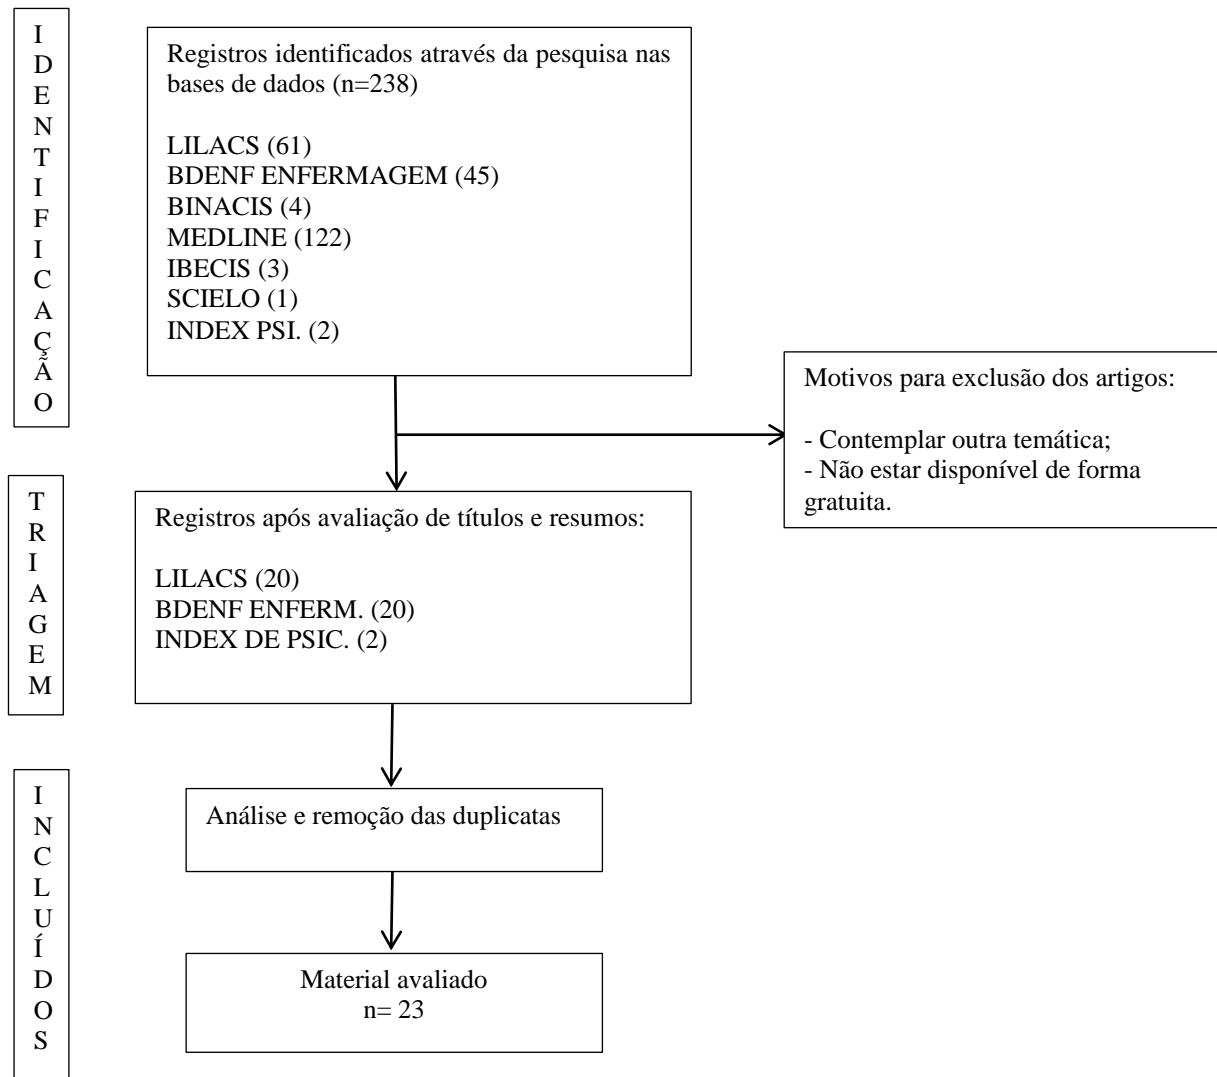 IDENTIFICAÇÃO
Registros identificados através da pesquisa nas
bases de dados (n=238)
LILACS (61)
BDENF ENFERMAGEM (45)
BINACIS (4)
MEDLINE (122)
IBECIS (3)
SCIELO (1)
INDEX PSI. (2)
Motivos para exclusão dos artigos:
- Contemplar outra temática;
- Não estar disponível de forma
gratuita.
TRIAGEM
Registros após avaliação de títulos e resumos:
LILACS (20)
BDENF ENFERM. (20)
INDEX DE PSIC. (2)
INCLUÍDOS
Análise e remoção das duplicatas
Material avaliado
n= 23